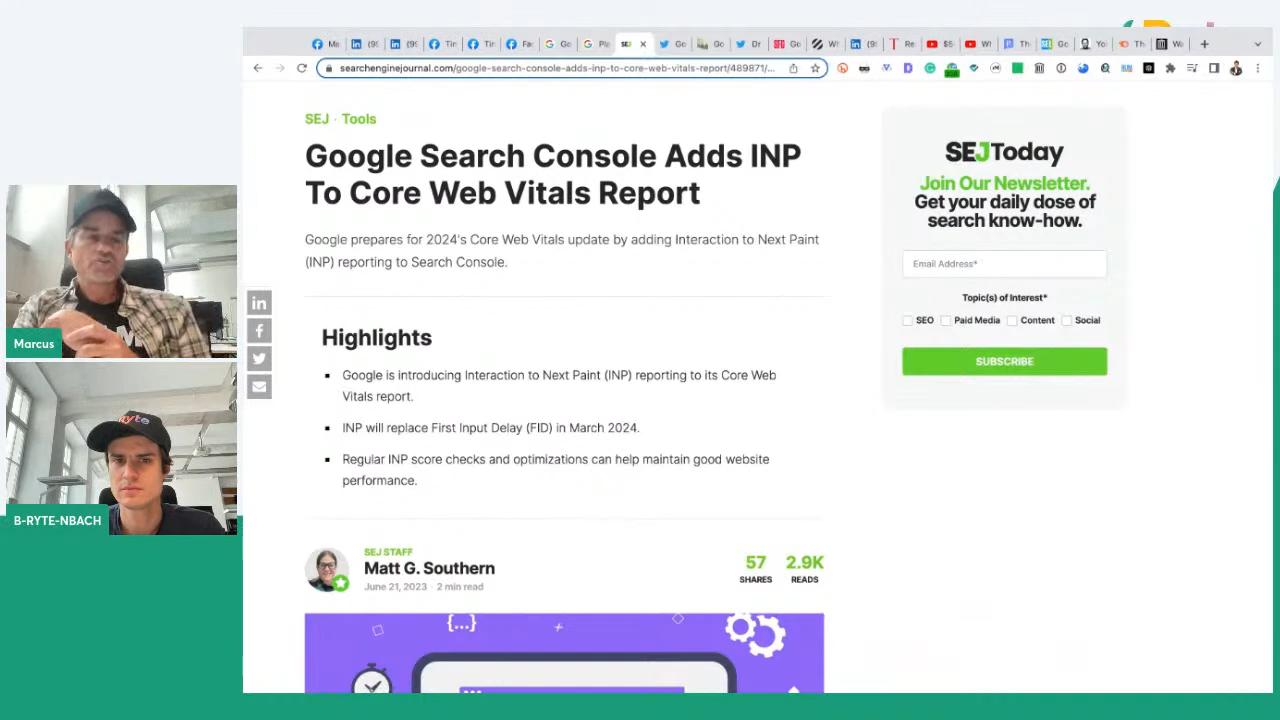 searchenginejournal.com/google-search-console-adds-inp-to-core-web-vitals-report/489871/...
SEJ · Tools
Google Search Console Adds INP
To Core Web Vitals Report
Google prepares for 2024's Core Web Vitals update by adding Interaction to Next Paint
(INP) reporting to Search Console.
Highlights
Google is introducing Interaction to Next Paint (INP) reporting to its Core Web
Vitals report.
INP will replace First Input Delay (FID) in March 2024.
Regular INP score checks and optimizations can help maintain good website
performance.
SEJ STAFF
Matt G. Southern
June 21, 2023 · 2 min read
57
SHARES
2.9K
READS
{...}
SEJToday
Join Our Newsletter.
Get your daily dose of
search know-how.
Email Address*
Topic(s) of Interest*
SEO
Paid Media
Content
Social
SUBSCRIBE
Marcus
B-RYTE-NBACH